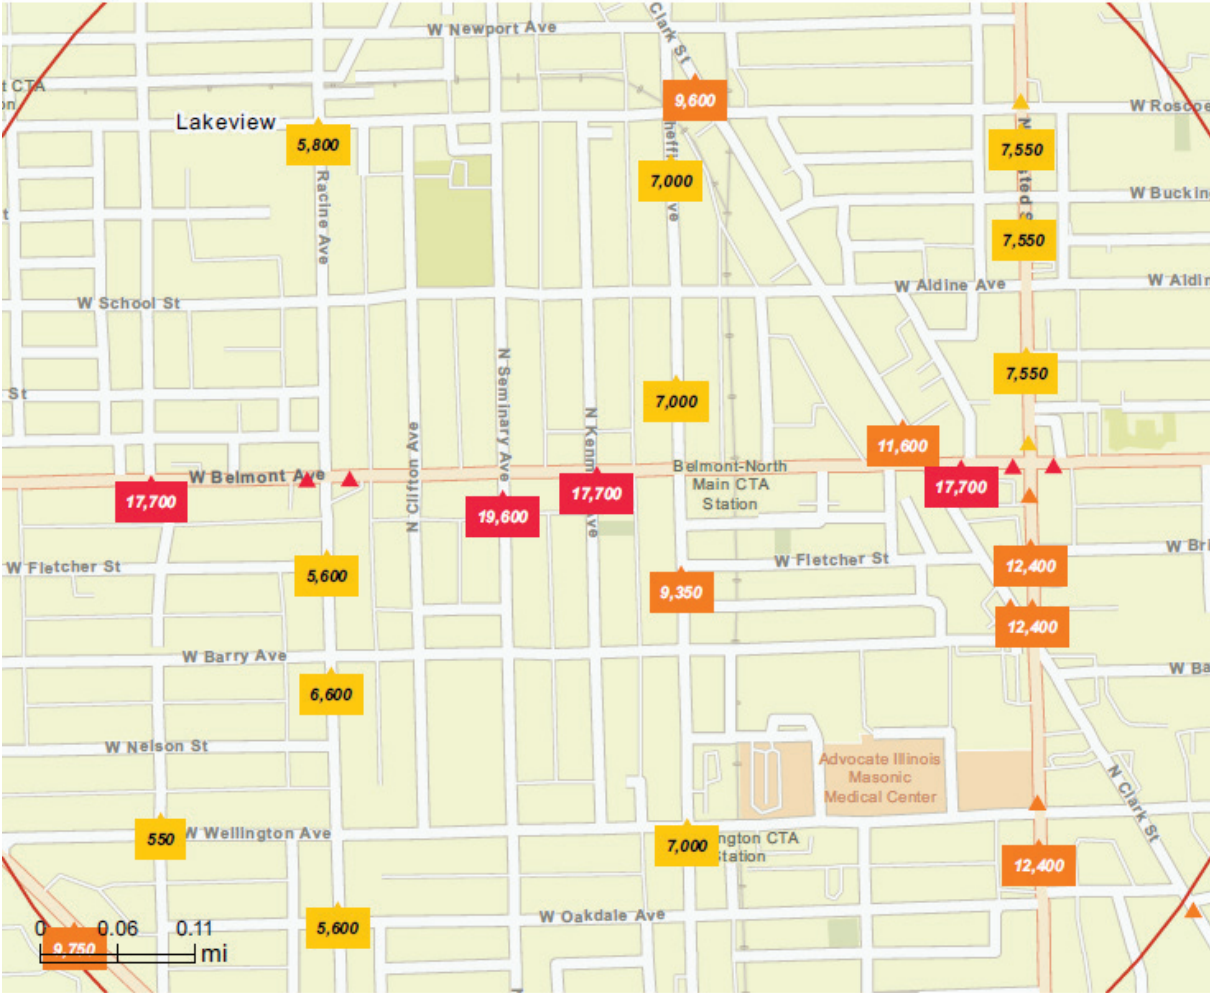 W Newport Ave
Clark St
t CTA
on
9,600
W Roscoe
Lakeview
5,800
7,550
7,000
Racine Ave
W Buckin
t
7,550
W School St
W Aldine Ave
W Aldin
7,550
St
7,000
N Seminary Ave
N Clifton Ave
11,600
W Belmont Ave
Belmont-North
Main CTA
Station
17,700
17,700
17,700
19,600
W Fletcher St
5,600
W Fletcher St
12,400
W Bri
9,350
12,400
W Barry Ave
W Ba
6,600
W Nelson St
Advocate Illinois
Masonic
Medical Center
N Clark St
550
W Wellington Ave
7,000
ngton CTA
Station
12,400
W Oakdale Ave
5,600
0 0.06 0.11
mi
9,750